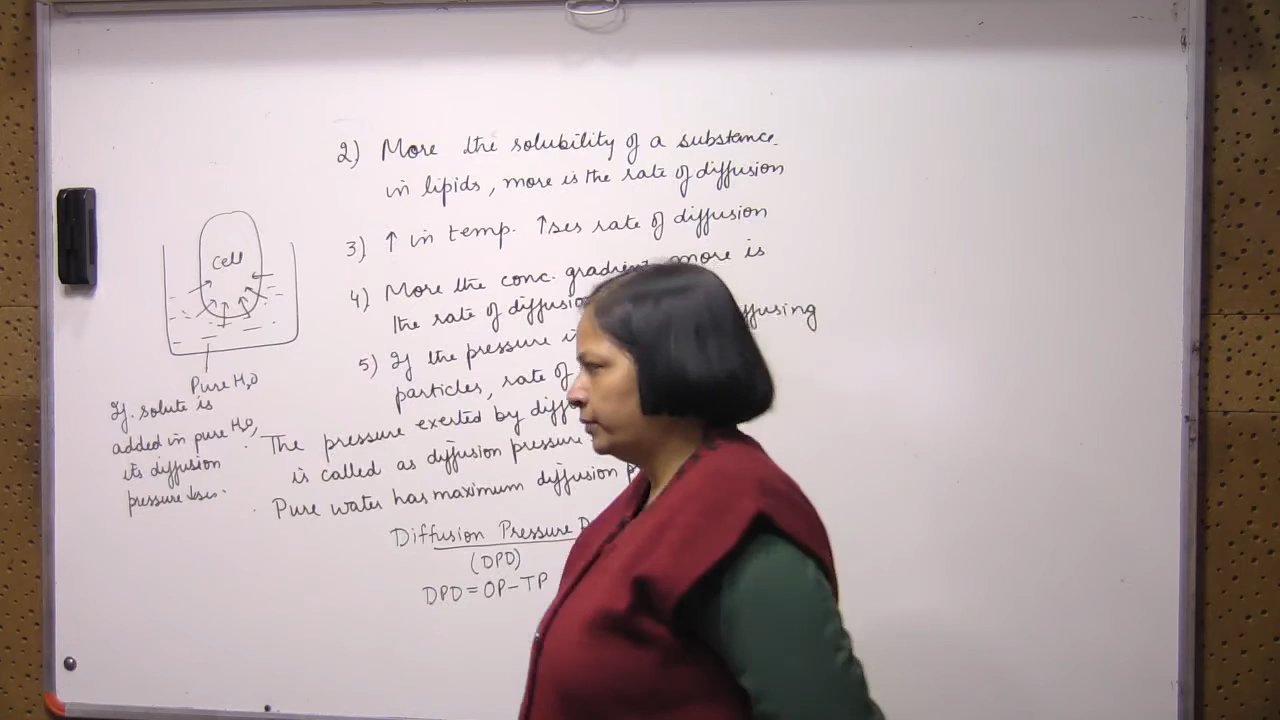 2) More the solubility of a substance
in lipids, more is the rate of diffusion
3) ↑ in temp. ↑ses rate of diffusion
4) More the conc. gradient more is
the rate of diffusion
5) If the pressure
particles, rate of
The pressure exerted by
is called as diffusion pressure
Pure water has maximum diffusion
Diffusion Pressure
(DPD)
DPD = OP - TP
Cell
Pure H₂O
If solute is
added in pure H₂O,
its diffusion
pressure ↓ses.